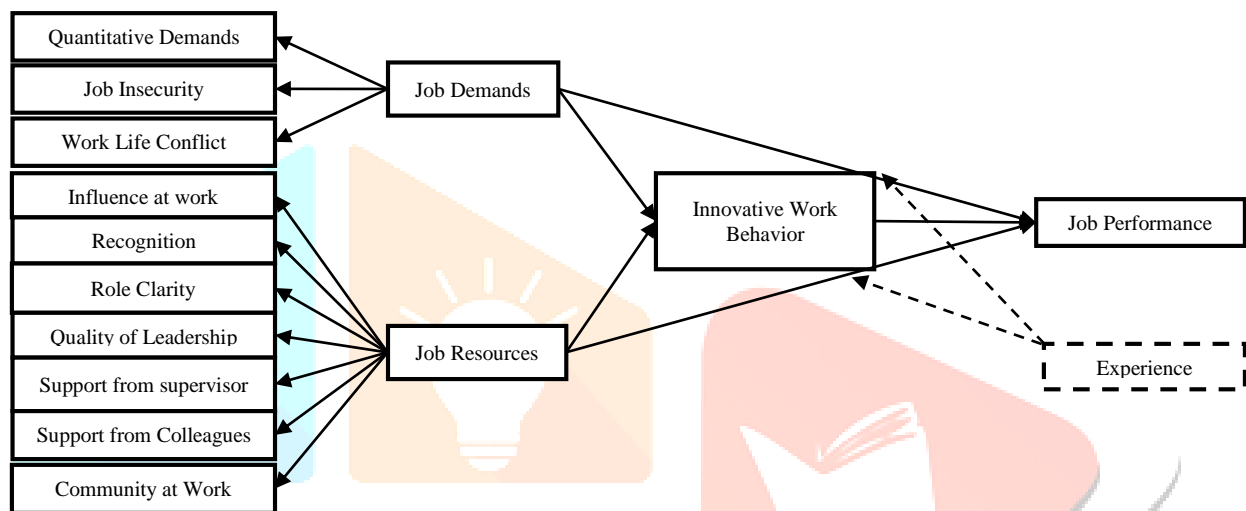 Quantitative Demands
Job Insecurity
Work Life Conflict
Influence at work
Recognition
Role Clarity
Quality of Leadership
Support from supervisor
Support from Colleagues
Community at Work
Job Demands
Job Resources
Innovative Work
Behavior
Job Performance
Experience